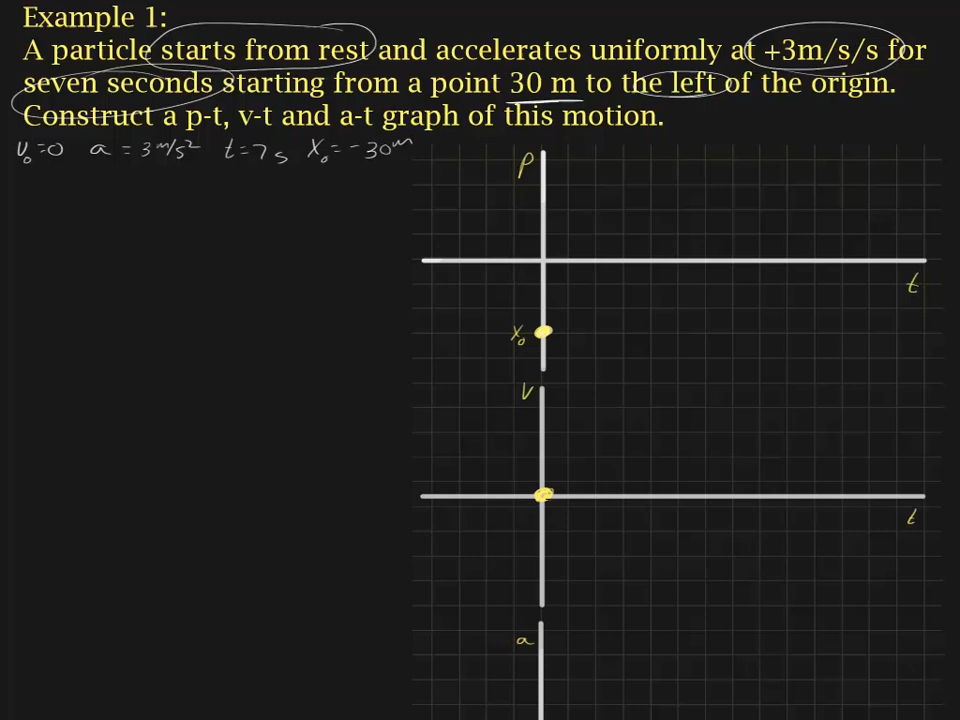 Example 1:
A particle starts from rest and accelerates uniformly at +3m/s/s for
seven seconds starting from a point 30 m to the left of the origin.
Construct a p-t, v-t and a-t graph of this motion.
v₀=0 a = 3 m/s² t=7s X₀=-30m
P
t
X₀
V
t
a